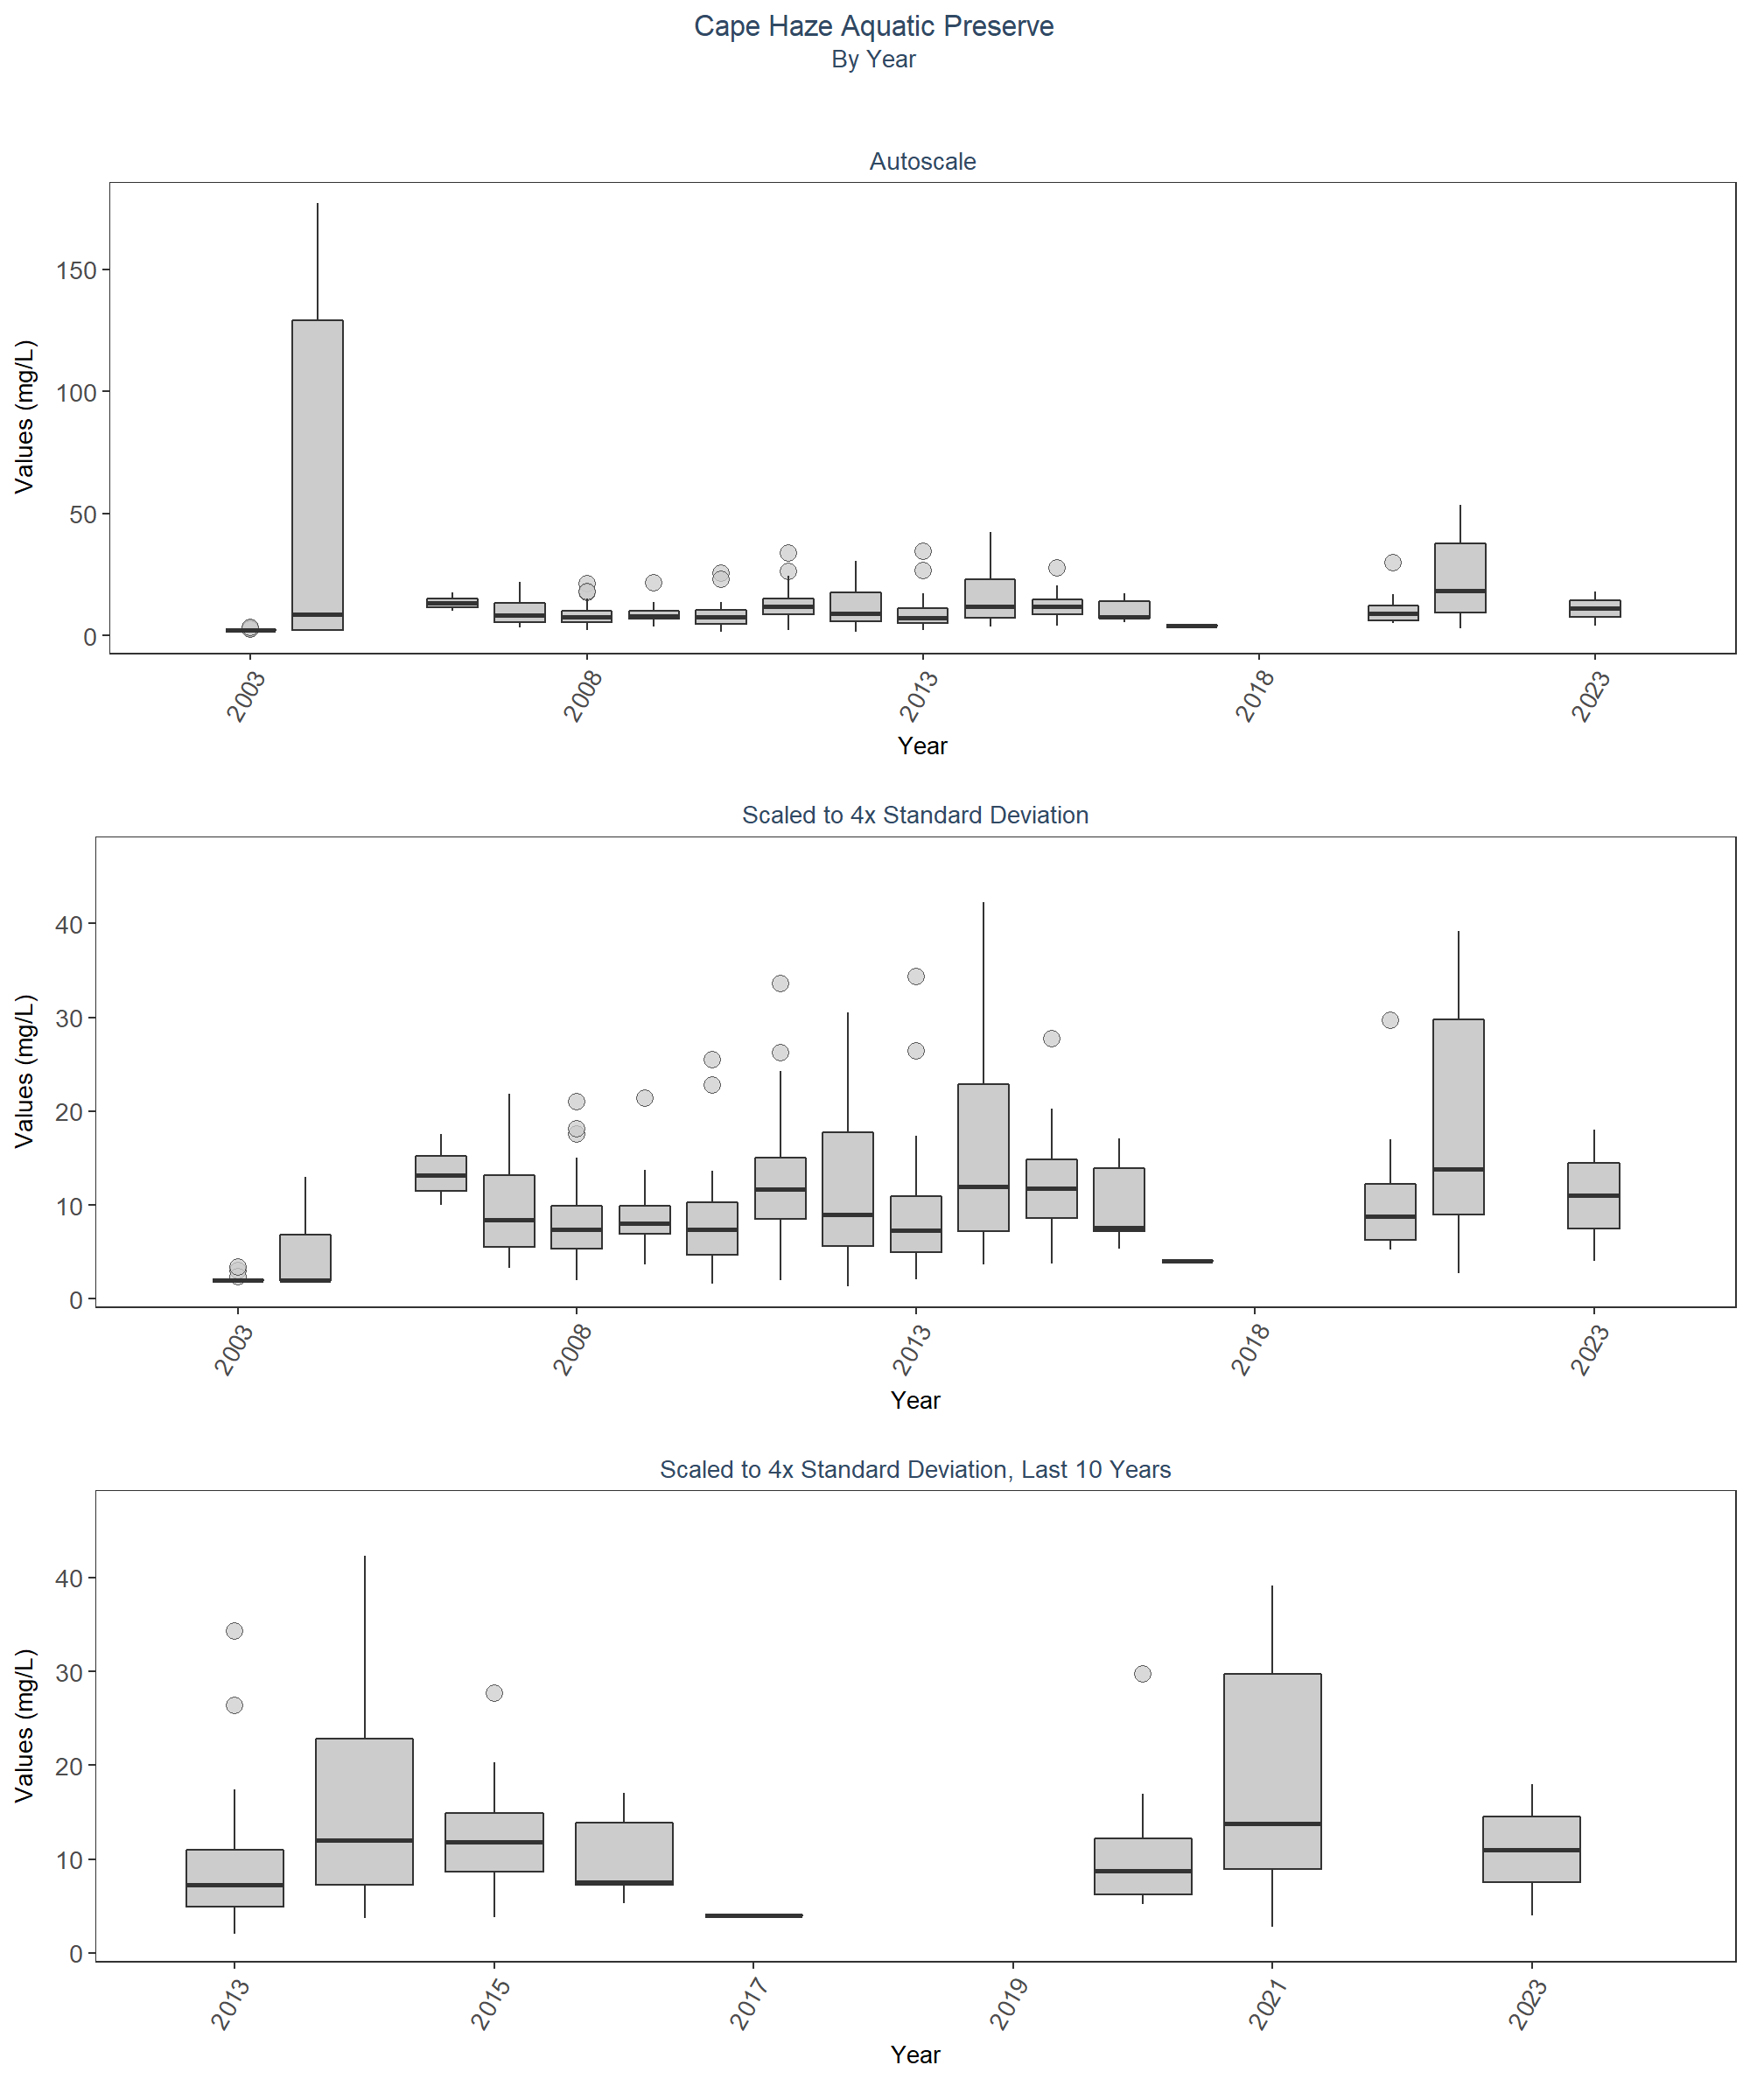 Cape Haze Aquatic Preserve
By Year
Autoscale
Values (mg/L)
150
100
50
0
2003
2008
2013
2018
2023
Year
Scaled to 4x Standard Deviation
Values (mg/L)
40
30
20
10
0
2003
2008
2013
2018
2023
Year
Scaled to 4x Standard Deviation, Last 10 Years
Values (mg/L)
40
30
20
10
0
2013
2015
2017
2019
2021
2023
Year